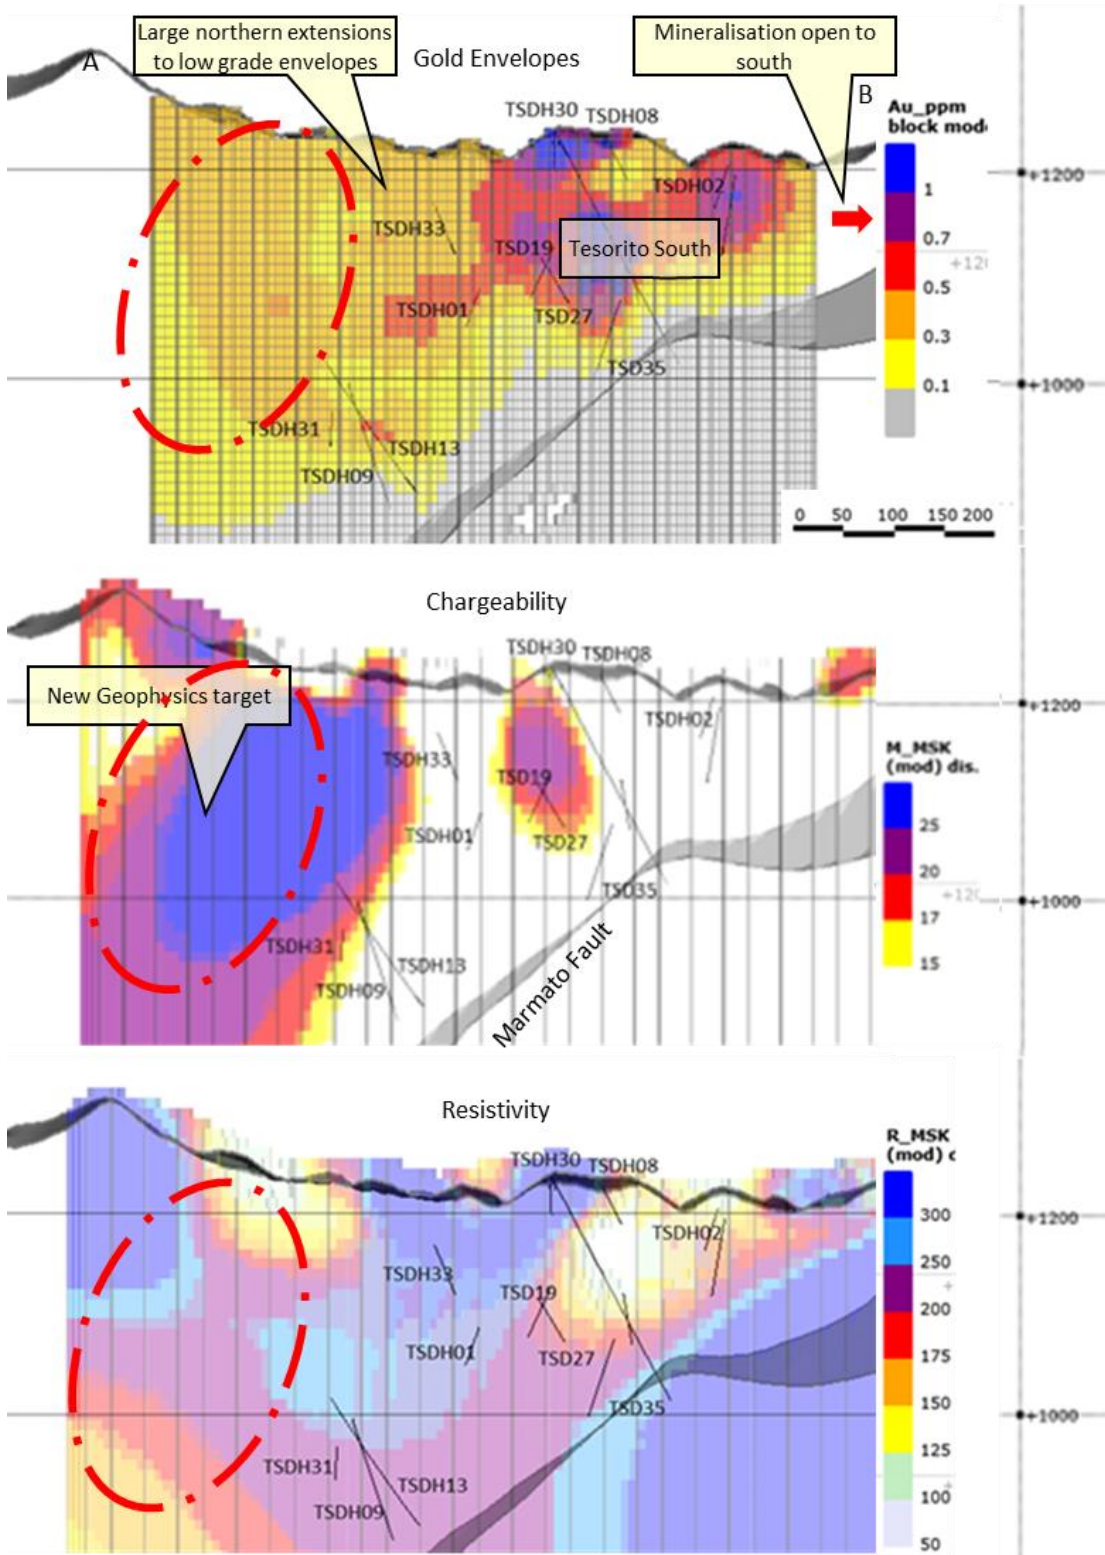 A
Large northern extensions
to low grade envelopes
Gold Envelopes
Mineralisation open to
south
B
TSDH30
TSDH08
TSDH02
TSDH33
TSD19
Tesorito South
TSDH01
TSD27
TSD35
TSDH31
TSDH13
TSDH09
Au_ppm
block mod
1
0.7
0.5
0.3
0.1
+1200
+1000
0 50 100 150 200
Chargeability
New Geophysics target
TSDH30
TSDH08
TSDH02
TSDH33
TSD19
TSDH01
TSD27
TSD35
TSDH31
TSDH13
TSDH09
Marmato Fault
M_MSK
(mod) dis.
25
20
17
15
+1200
+1000
Resistivity
TSDH30
TSDH08
TSDH02
TSDH33
TSD19
TSDH01
TSD27
TSD35
TSDH31
TSDH13
TSDH09
R_MSK
(mod) c
300
250
200
175
150
125
100
50
+1200
+1000